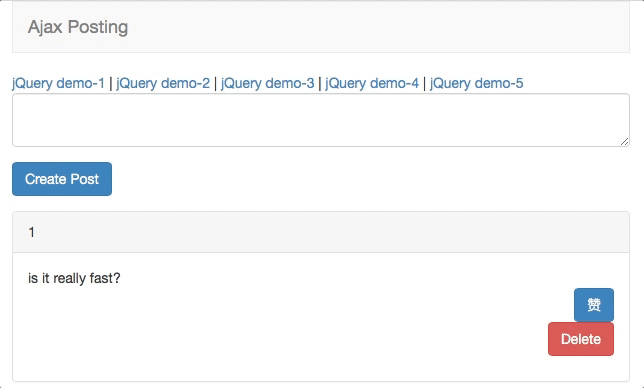 Ajax Posting
jQuery demo-1 | jQuery demo-2 | jQuery demo-3 | jQuery demo-4 | jQuery demo-5
Create Post
1
is it really fast?
赞
Delete